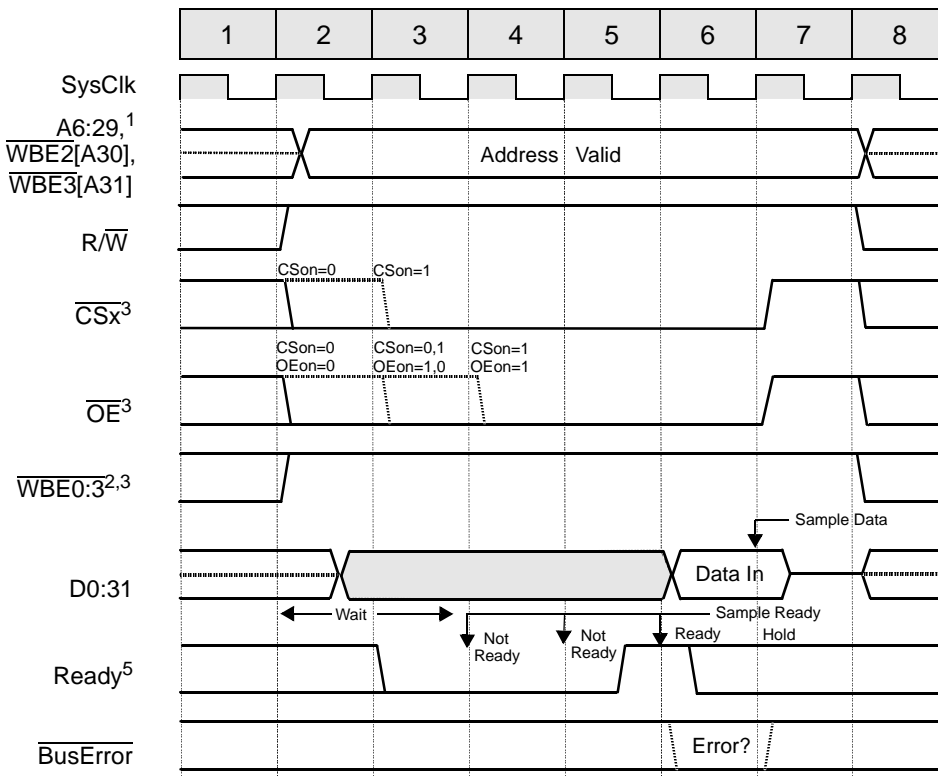 1 2 3 4 5 6 7 8
SysClk
A6:29,1
WBE2[A30],
WBE3[A31]
Address Valid
R/W
CSon=0 CSon=1
CSx3
CSon=0 CSon=0,1 CSon=1
OEon=0 OEon=1,0 OEon=1
OE3
WBE0:32,3
Sample Data
D0:31
Data In
Wait
Sample Ready
Not Ready
Not Ready
Ready
Hold
Ready5
BusError
Error?